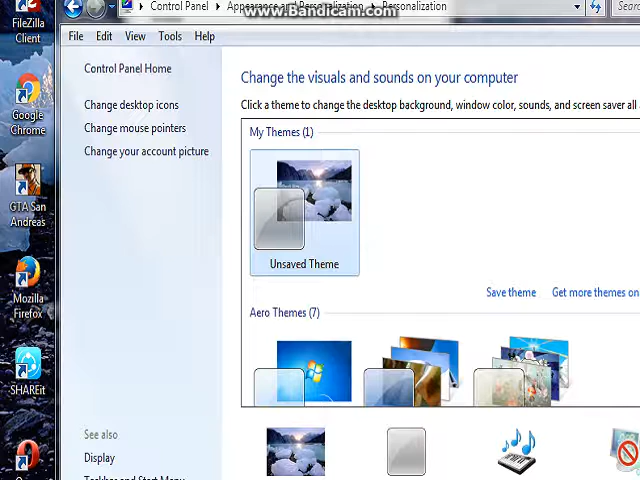 FileZilla
Client
Google
Chrome
GTA San
Andreas
Mozilla
Firefox
SHAREit
Control Panel
Appearance and Personalization
Personalization
www.Bandicam.com
File Edit View Tools Help
Control Panel Home
Change desktop icons
Change mouse pointers
Change your account picture
See also
Display
Taskbar and Start Menu
Change the visuals and sounds on your computer
Click a theme to change the desktop background, window color, sounds, and screen saver all
My Themes (1)
Unsaved Theme
Save theme Get more themes on
Aero Themes (7)